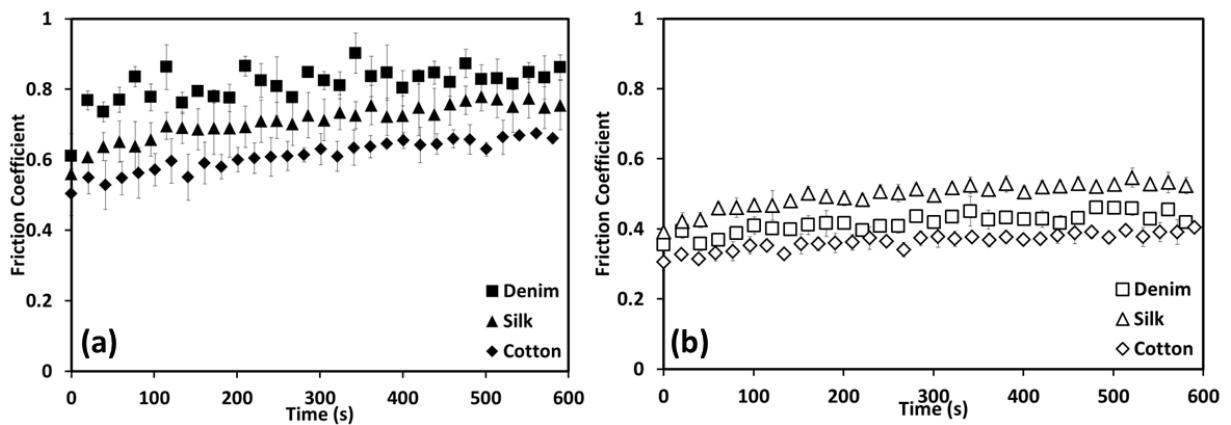 1
0.8
0.6
0.4
0.2
0
Friction Coefficient
0 100 200 300 400 500 600
Time (s)
Denim
Silk
Cotton
(a)
1
0.8
0.6
0.4
0.2
0
Friction Coefficient
0 100 200 300 400 500 600
Time (s)
Denim
Silk
Cotton
(b)